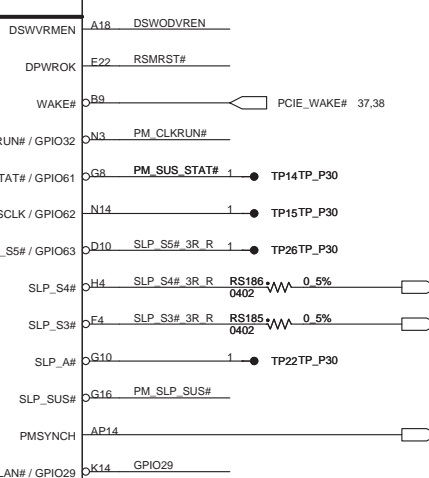 DSWVRMEN A18 DSWODVREN
DPWROK E22 RSMRST#
WAKE# B9 PCIE_WAKE# 37,38
RUN# / GPIO32 N3 PM_CLKRUN#
TAT# / GPIO61 G8 PM_SUS_STAT# 1 TP14 TP_P30
SCLK / GPIO62 N14 1 TP15 TP_P30
_S5# / GPIO63 D10 SLP_S5#_3R_R 1 TP26 TP_P30
SLP_S4# H4 SLP_S4#_3R_R RS186 0_5%
0402
SLP_S3# F4 SLP_S3#_3R_R RS185 0_5%
0402
SLP_A# G10 1 TP22 TP_P30
SLP_SUS# G16 PM_SLP_SUS#
PMSYNCH AP14
LAN# / GPIO29 K14 GPIO29